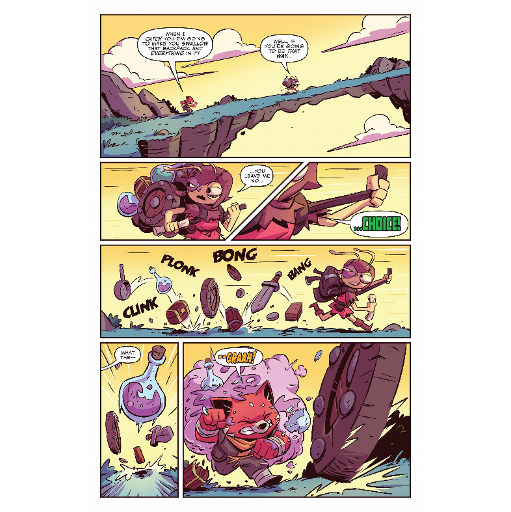 WHEN I
CATCH YOU I'M GOING
TO MAKE YOU SWALLOW
THAT BACKPACK AND
EVERYTHING IN IT!
WELL, IF
YOU'RE GOING
TO BE THAT
WAY...
...YOU
LEAVE ME
NO...
...CHOICE!
CLINK
PLONK
BONG
BANG
WHAT
THE--
GRAAH!